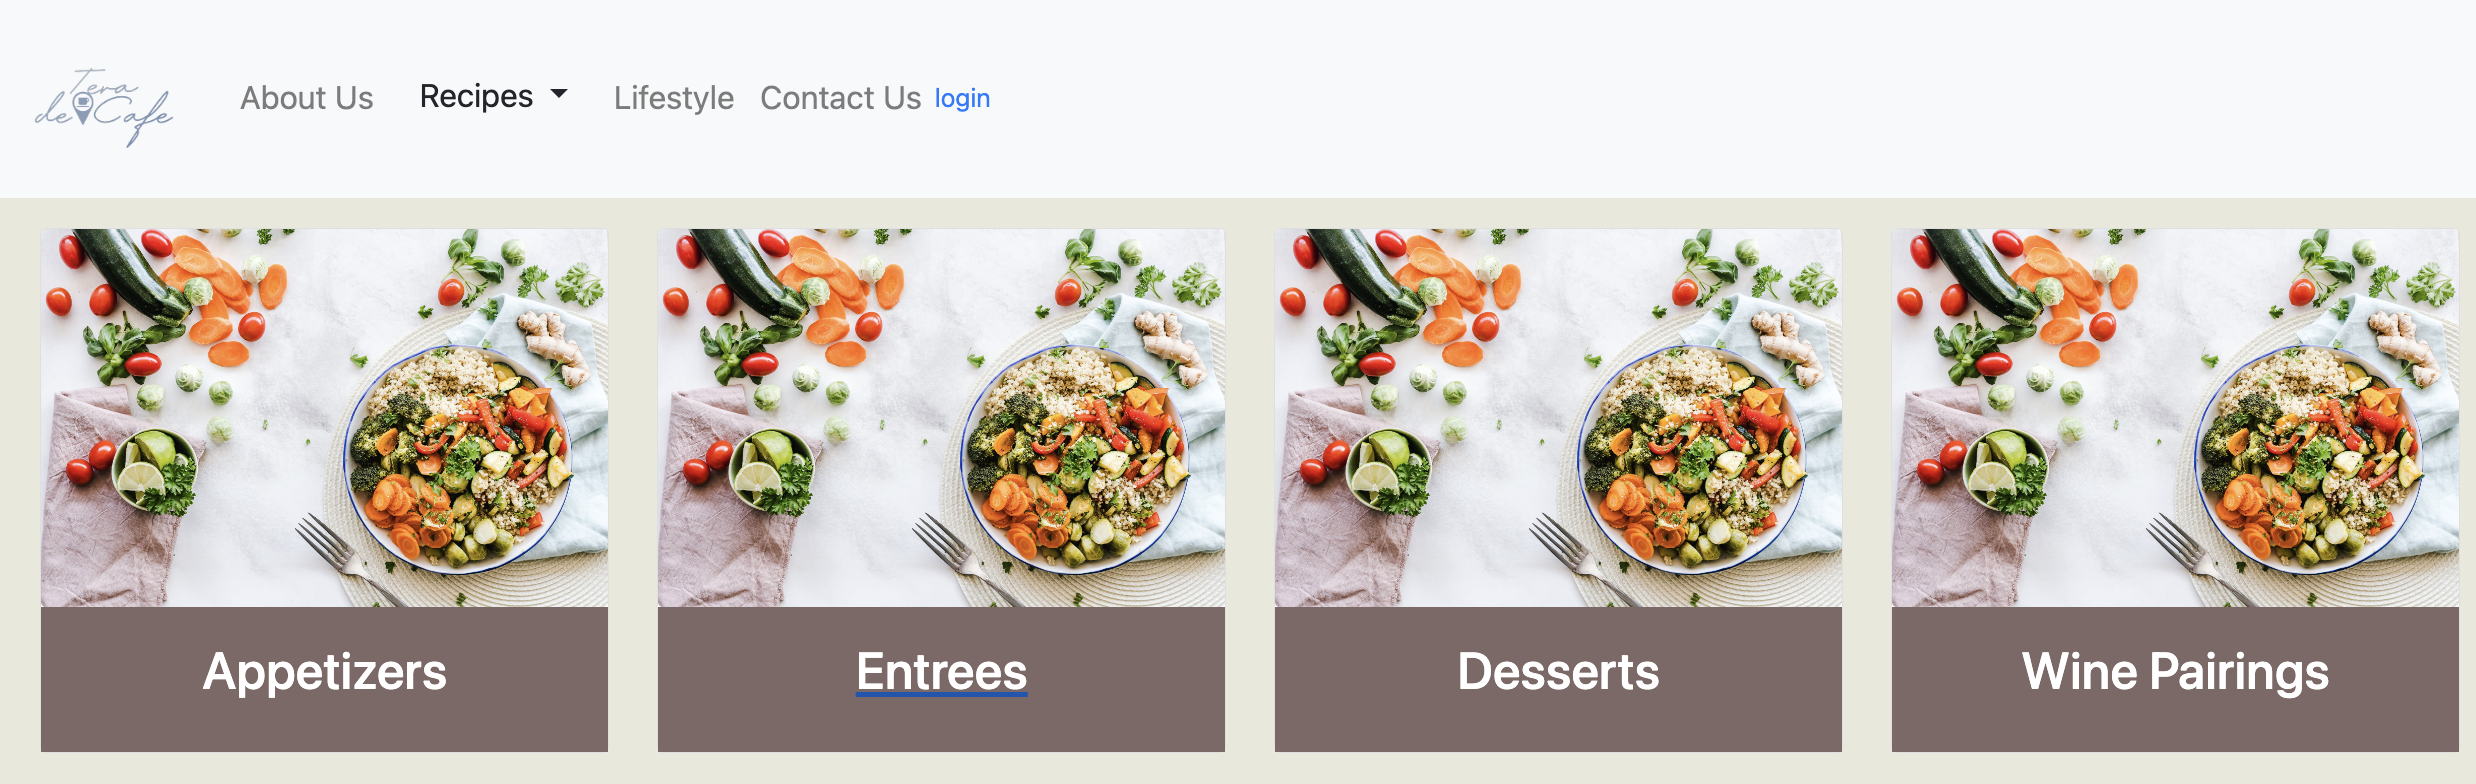 Tera
de Cafe
About Us
Recipes
Lifestyle
Contact Us
login
Appetizers
Entrees
Desserts
Wine Pairings